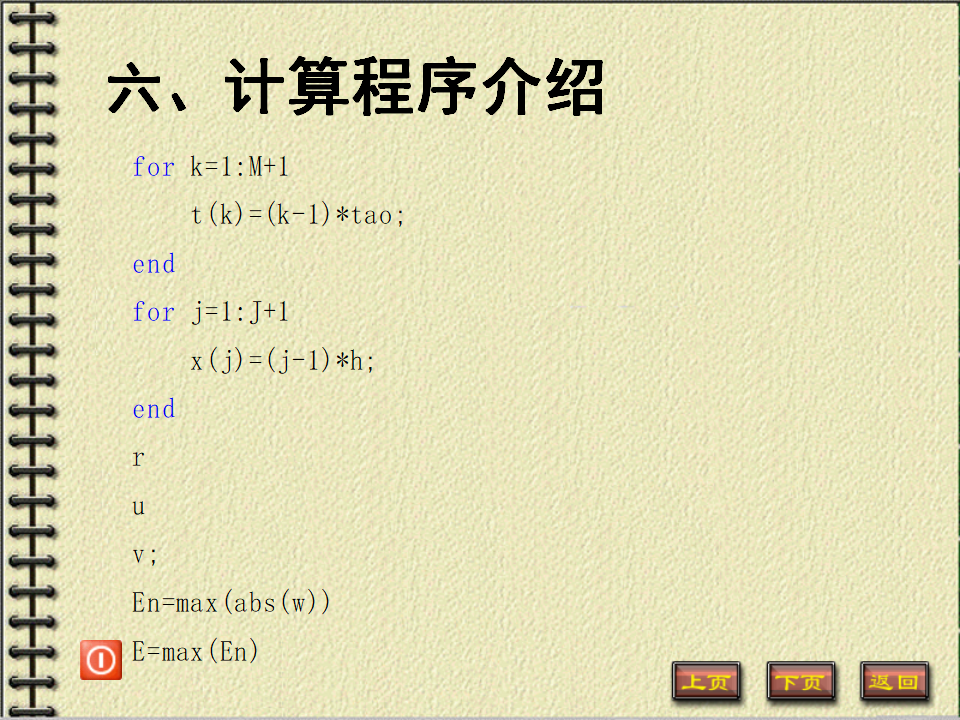 六、计算程序介绍
for k=1:M+1
    t(k)=(k-1)*tao;
end
for j=1:J+1
    x(j)=(j-1)*h;
end
r
u
v;
En=max(abs(w))
E=max(En)
上页 下页 返回